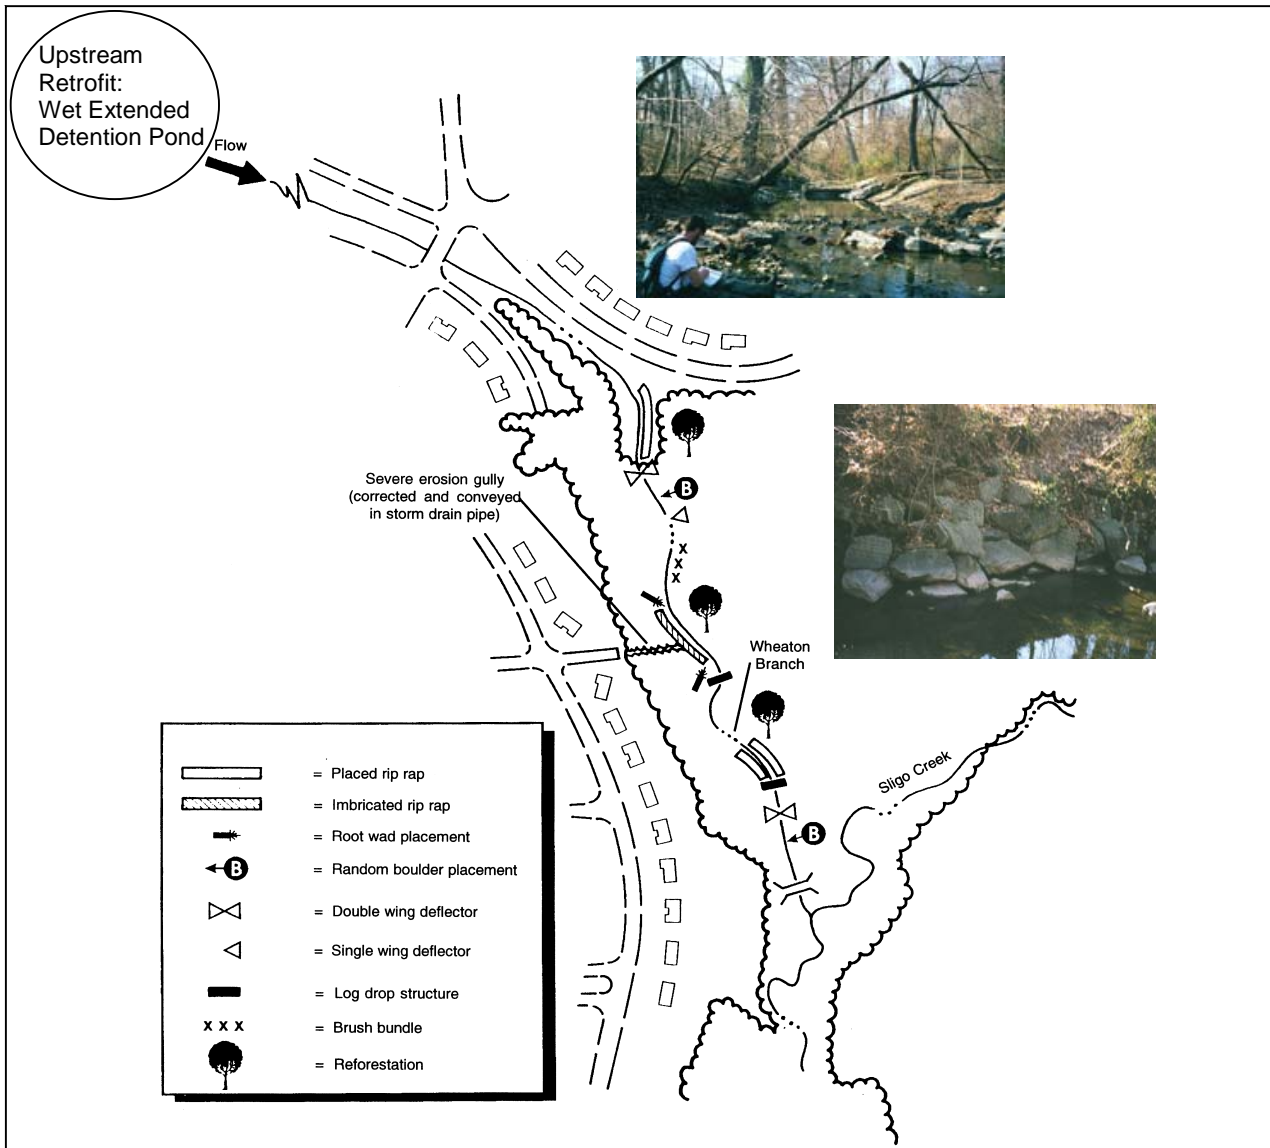 Upstream
Retrofit:
Wet Extended
Detention Pond
Flow
Severe erosion gully
(corrected and conveyed
in storm drain pipe)
B
Wheaton
Branch
Sligo Creek
B
= Placed rip rap
= Imbricated rip rap
= Root wad placement
B = Random boulder placement
= Double wing deflector
= Single wing deflector
= Log drop structure
x x x = Brush bundle
= Reforestation